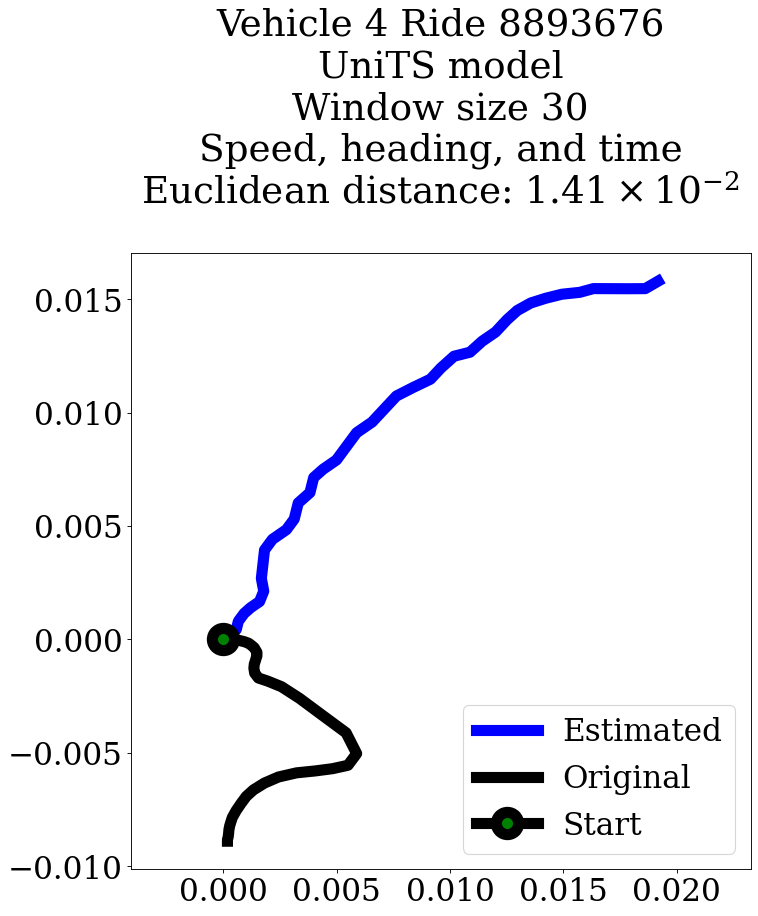 Vehicle 4 Ride 8893676
UniTS model
Window size 30
Speed, heading, and time
Euclidean distance: 1.41 × 10⁻²
0.015
0.010
0.005
0.000
−0.005
−0.010
0.000 0.005 0.010 0.015 0.020
Estimated
Original
Start